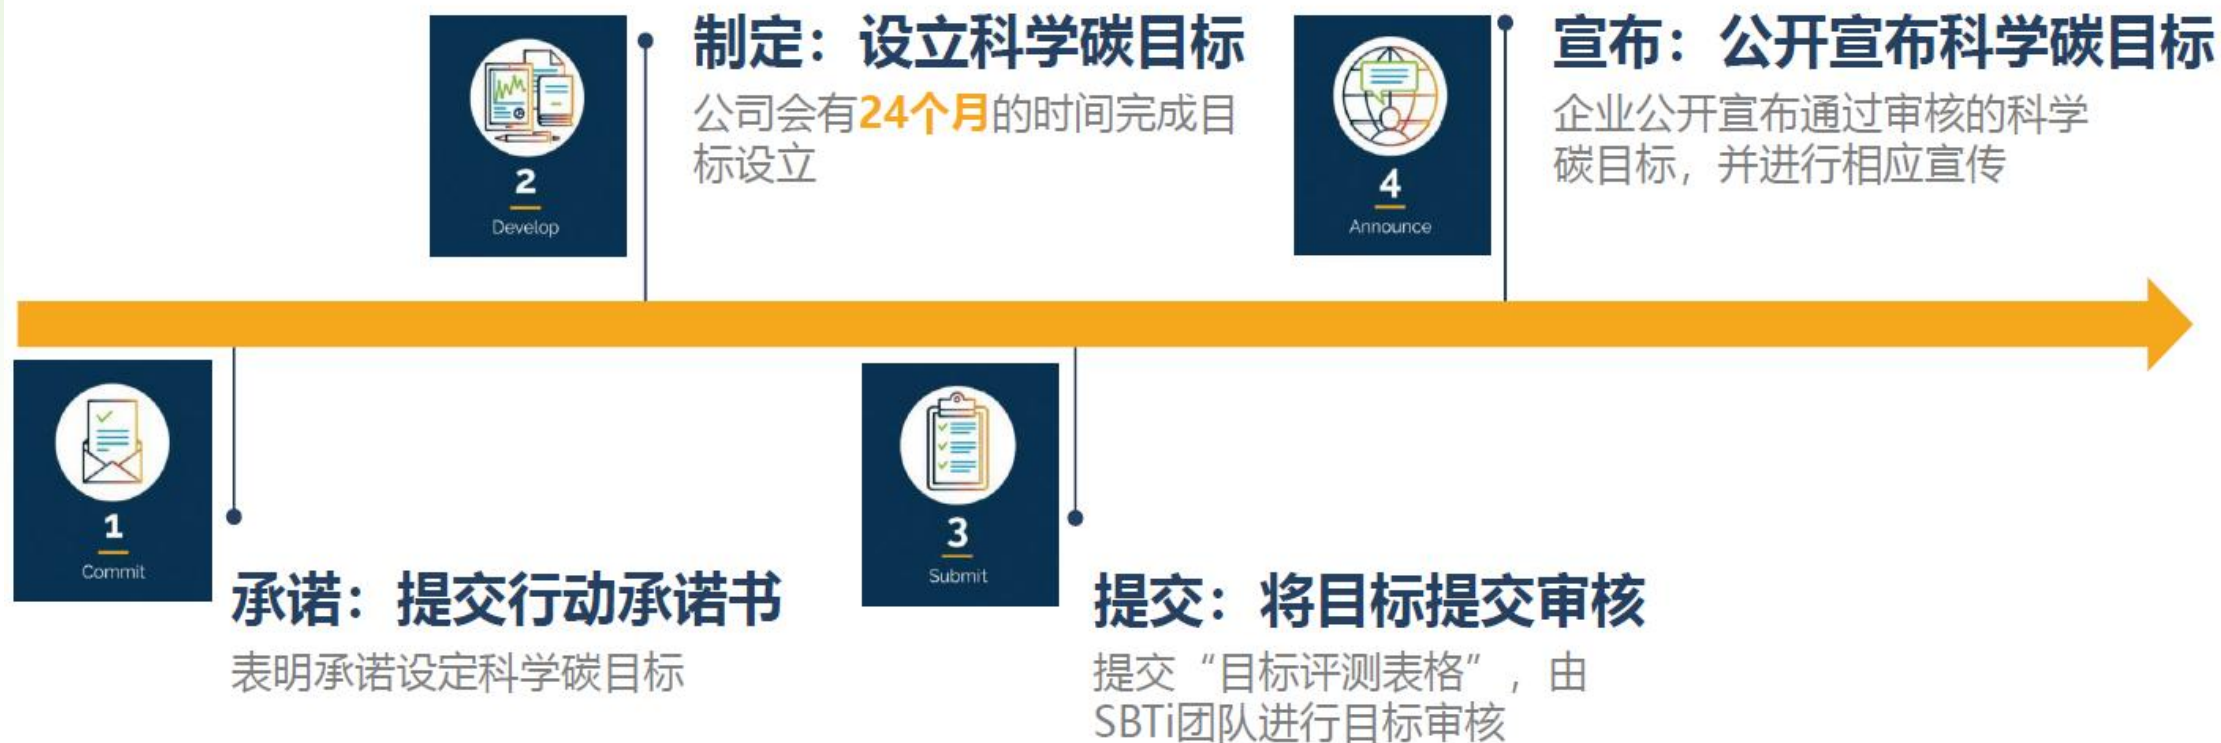 1
Commit
承诺：提交行动承诺书
表明承诺设定科学碳目标
2
Develop
制定：设立科学碳目标
公司会有24个月的时间完成目
标设立
3
Submit
提交：将目标提交审核
提交“目标评测表格”，由
SBTi团队进行目标审核
4
Announce
宣布：公开宣布科学碳目标
企业公开宣布通过审核的科学
碳目标，并进行相应宣传